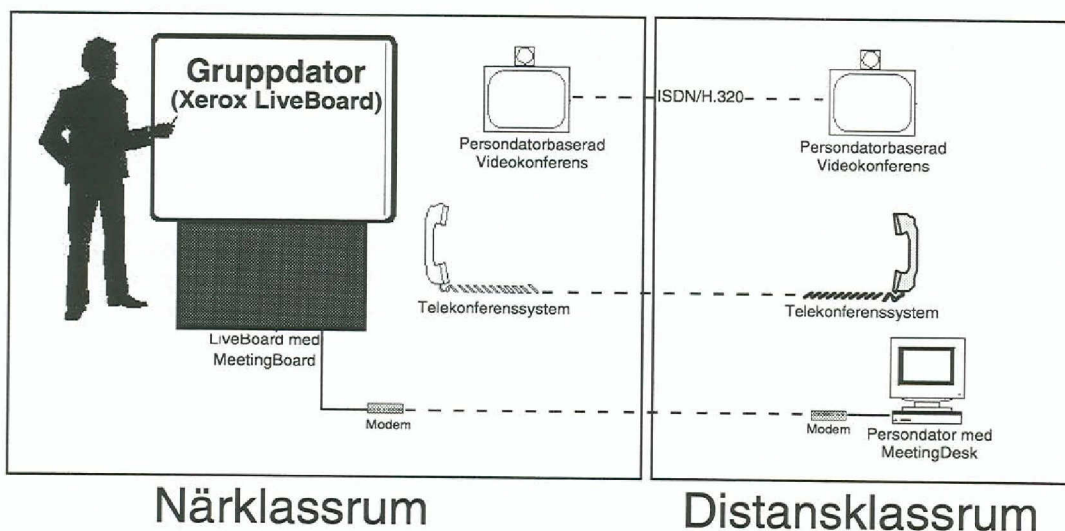 Gruppdator
(Xerox LiveBoard)
Persondatorbaserad
Videokonferens
ISDN/H.320
Persondatorbaserad
Videokonferens
Telekonferenssystem
Telekonferenssystem
LiveBoard med
MeetingBoard
Modem
Modem
Persondator med
MeetingDesk
Närklassrum
Distansklassrum